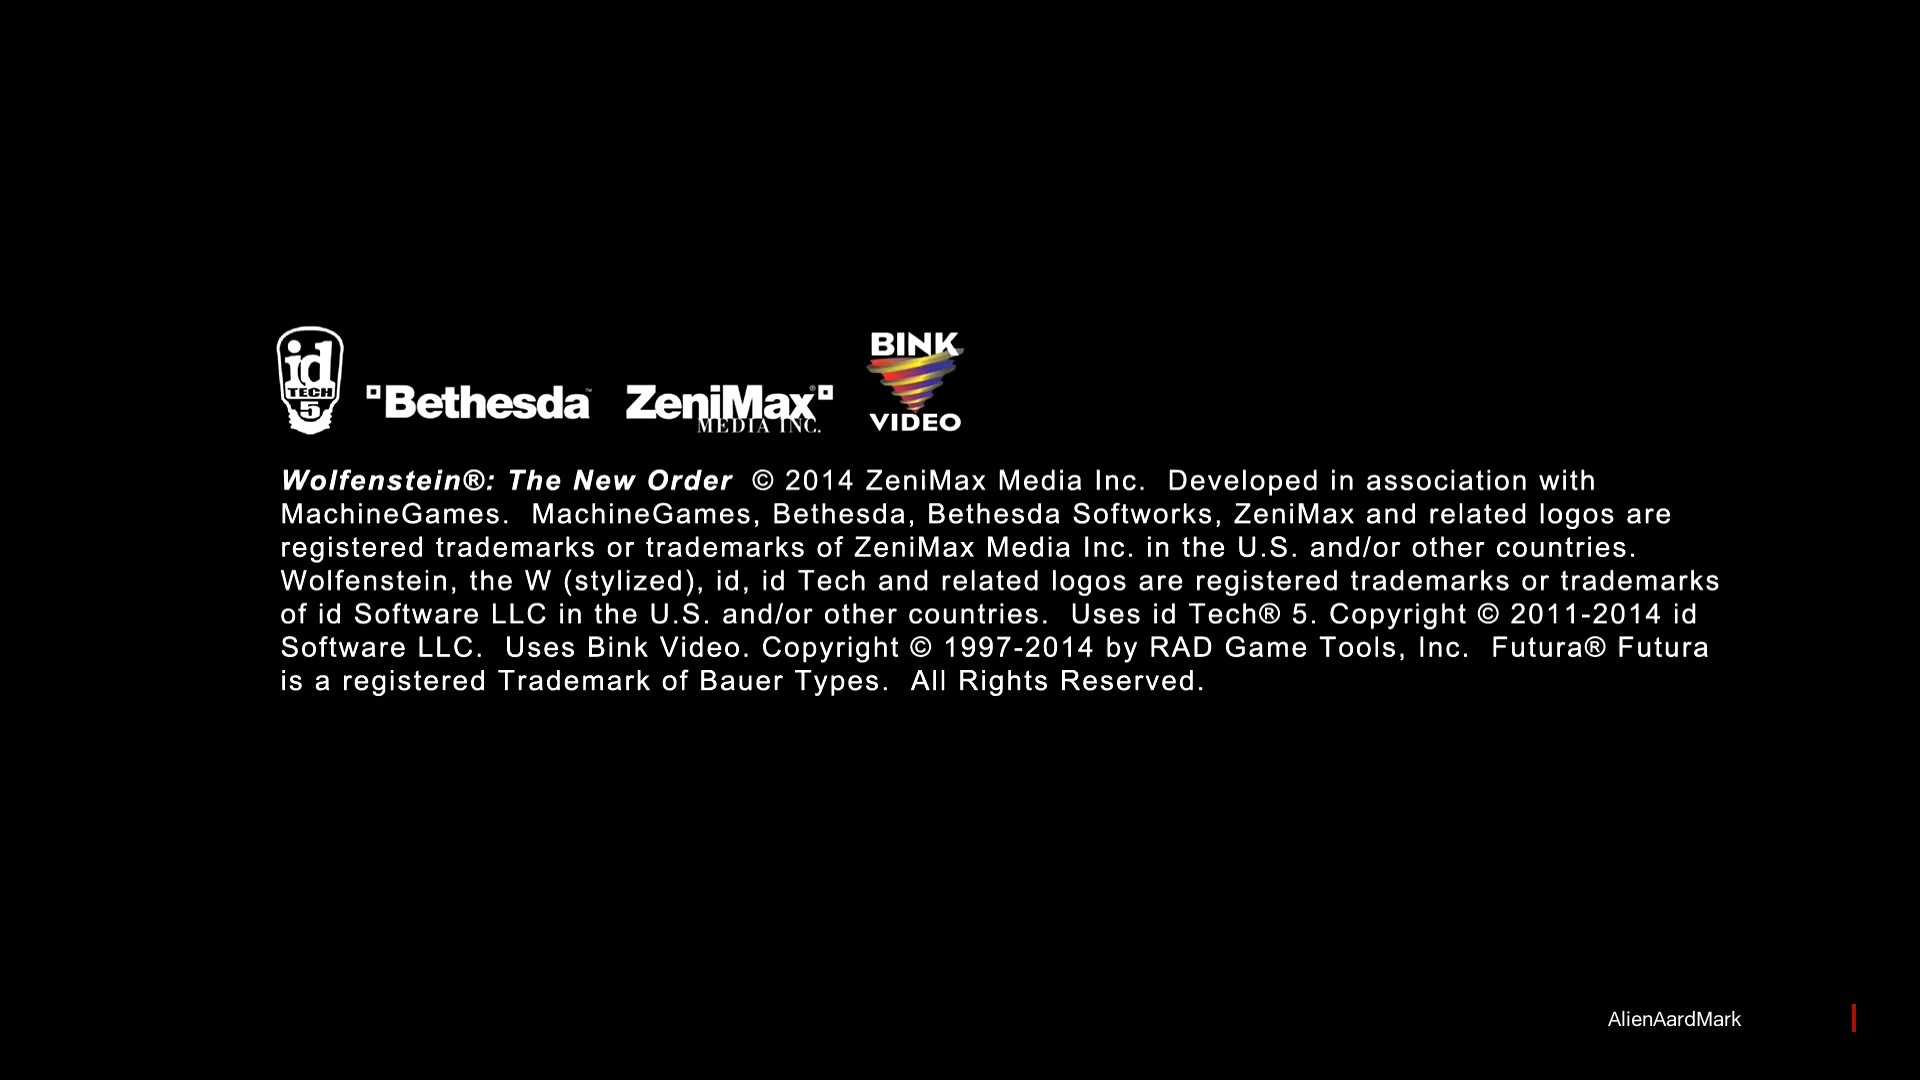 id
TECH
5
Bethesda™
ZeniMax®
MEDIA INC.
BINK
VIDEO
Wolfenstein®: The New Order © 2014 ZeniMax Media Inc. Developed in association with
MachineGames. MachineGames, Bethesda, Bethesda Softworks, ZeniMax and related logos are
registered trademarks or trademarks of ZeniMax Media Inc. in the U.S. and/or other countries.
Wolfenstein, the W (stylized), id, id Tech and related logos are registered trademarks or trademarks
of id Software LLC in the U.S. and/or other countries. Uses id Tech® 5. Copyright © 2011-2014 id
Software LLC. Uses Bink Video. Copyright © 1997-2014 by RAD Game Tools, Inc. Futura® Futura
is a registered Trademark of Bauer Types. All Rights Reserved.
AlienAardMark